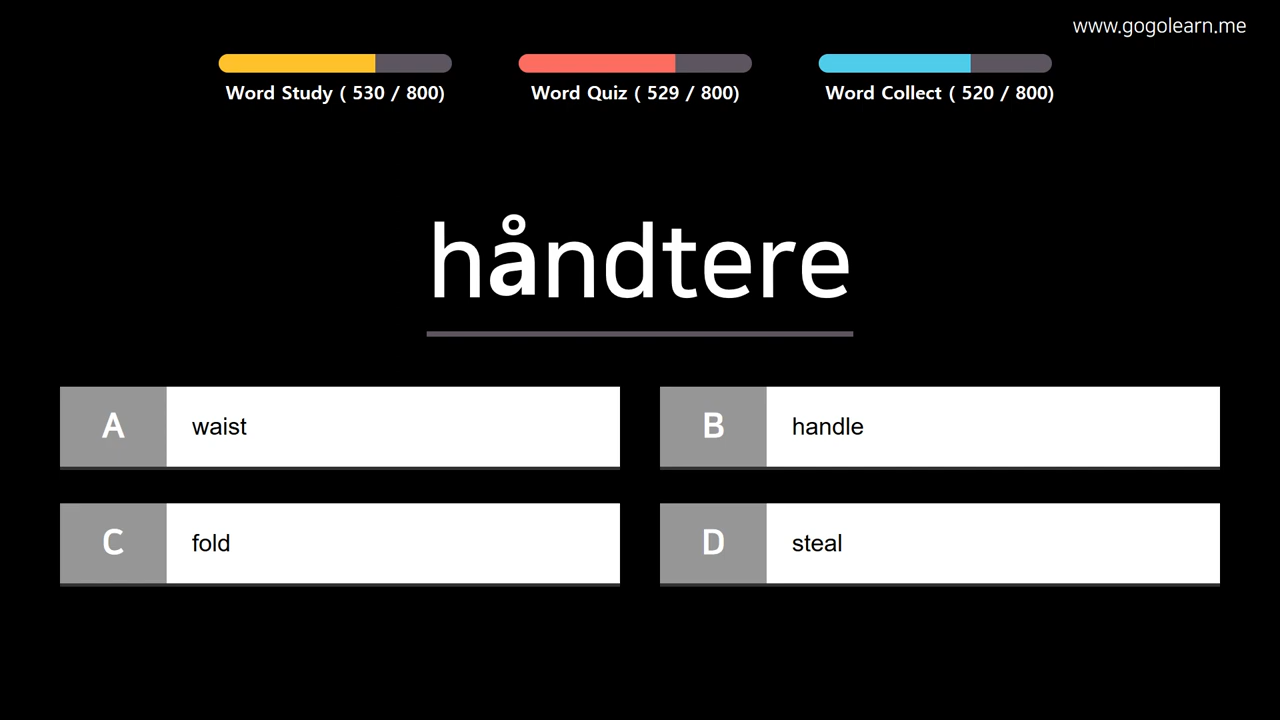 www.gogolearn.me
Word Study ( 530 / 800)
Word Quiz ( 529 / 800)
Word Collect ( 520 / 800)
håndtere
A waist
B handle
C fold
D steal